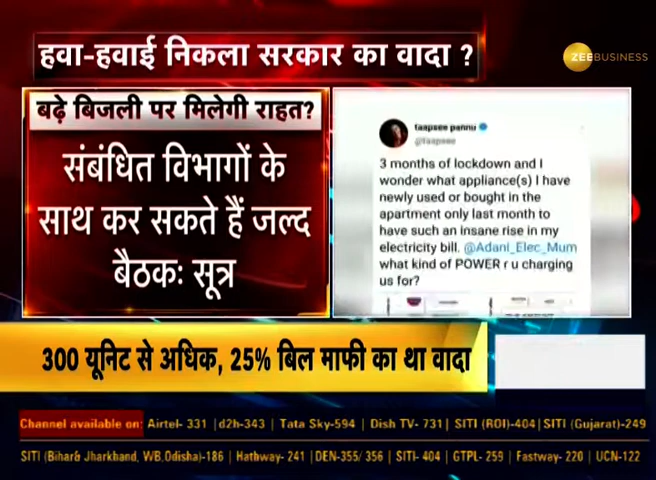 हवा-हवाई निकला सरकार का वादा ?
ZEEBUSINESS
बढ़े बिजली पर मिलेगी राहत?
संबंधित विभागों के
साथ कर सकते हैं जल्द
बैठकः सूत्र
taapsee pannu
@taapsee
3 months of lockdown and I
wonder what appliance(s) I have
newly used or bought in the
apartment only last month to
have such an insane rise in my
electricity bill. @Adani_Elec_Mum
what kind of POWER r u charging
us for?
300 यूनिट से अधिक, 25% बिल माफी का था वादा
Channel available on: Airtel- 331 |d2h-343 | Tata Sky-594 | Dish TV- 731| SITI (ROI)-404| SITI (Gujarat)-249
SITI (Bihar& Jharkhand, WB,Odisha)-186 | Hathway- 241 |DEN-355/ 356 | SITI- 404 | GTPL- 259 | Fastway- 220 | UCN-122